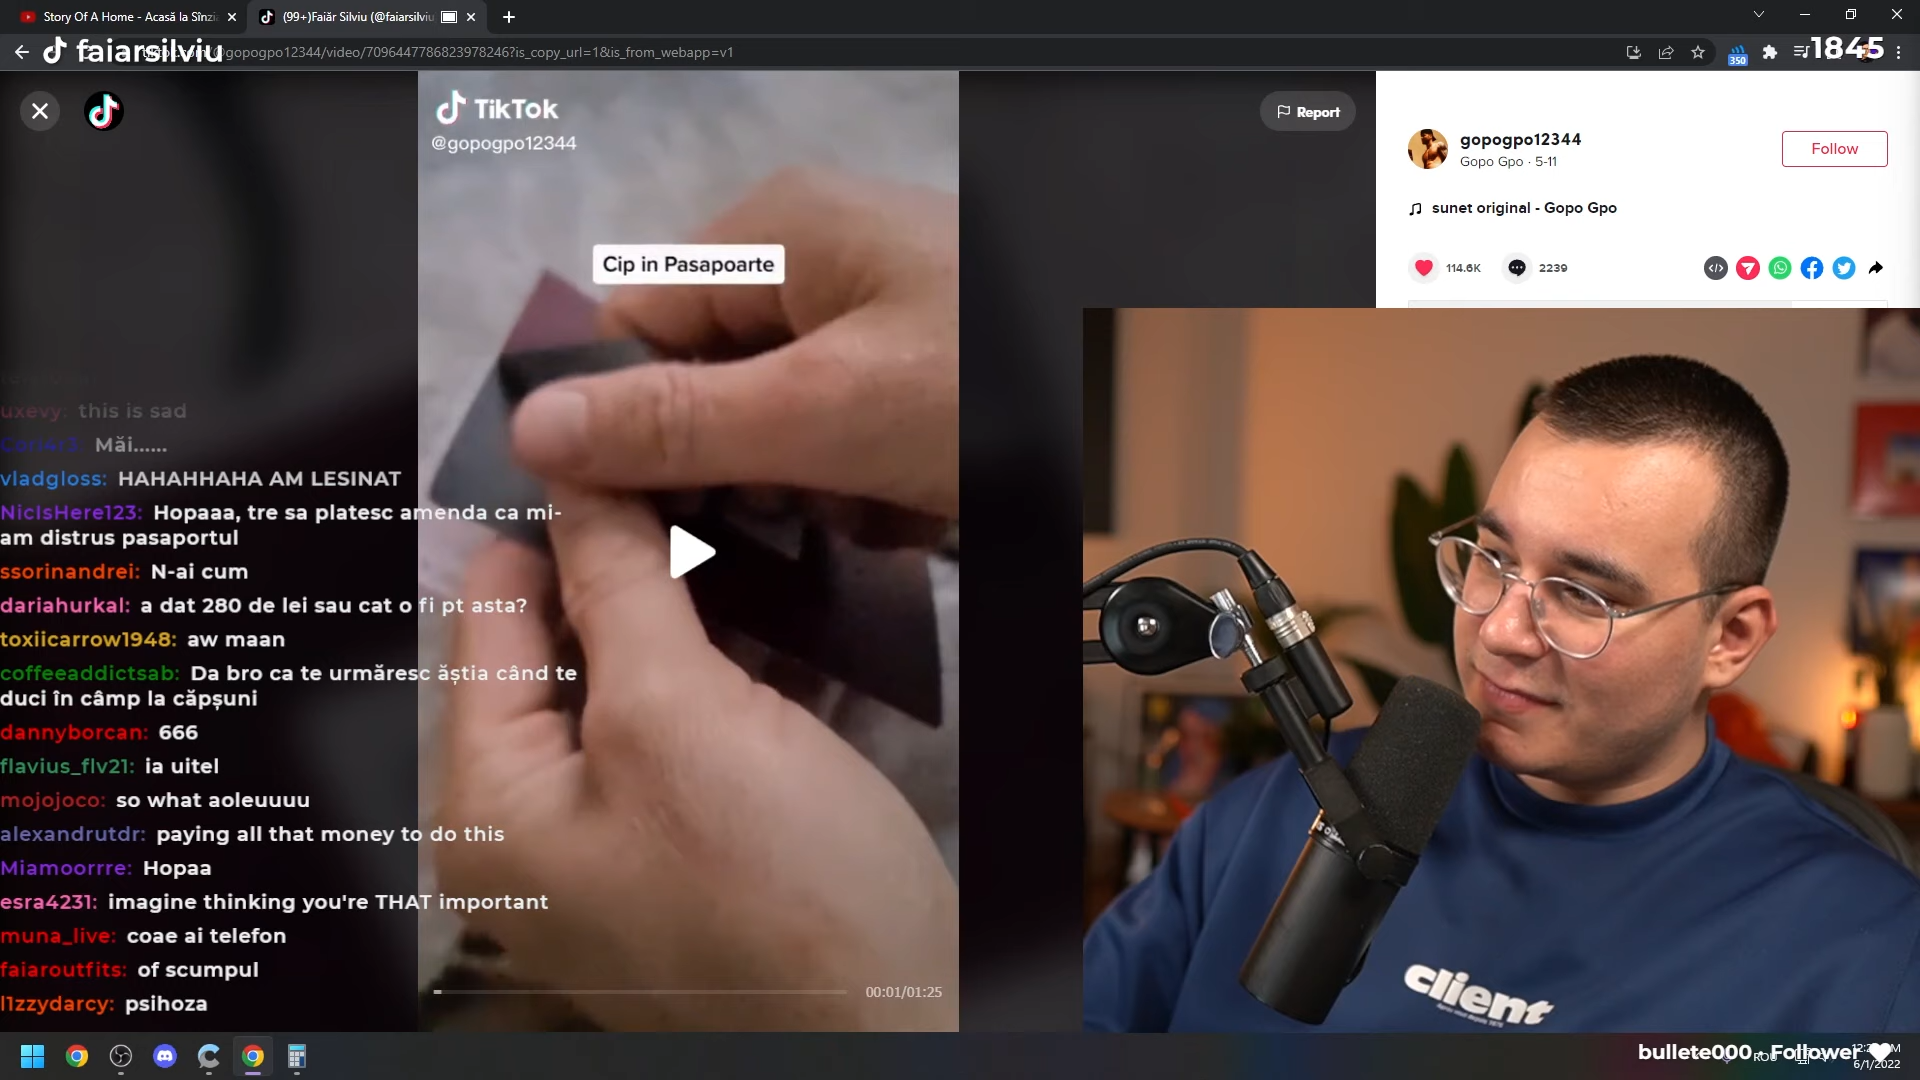 Story Of A Home - Acasă la Sînzi
(99+)Faiăr Silviu (@faiarsilviu
faiarsilviu
@gopogpo12344/video/7096447786823978246?is_copy_url=1&is_from_webapp=v1
350
1845
TikTok
@gopogpo12344
Report
gopogpo12344
Gopo Gpo · 5-11
Follow
sunet original - Gopo Gpo
114.6K
2239
Cip in Pasapoarte
uxevy: this is sad
Măi......
vladgloss: HAHAHHAHA AM LESINAT
NicIsHere123: Hopaaa, tre sa platesc amenda ca mi-
am distrus pasaportul
ssorinandrei: N-ai cum
dariahurkal: a dat 280 de lei sau cat o fi pt asta?
toxiicarrow1948: aw maan
coffeeaddictsab: Da bro ca te urmăresc ăștia când te
duci în câmp la căpșuni
dannyborcan: 666
flavius_flv21: ia uitel
mojojoco: so what aoleuuuu
alexandrutdr: paying all that money to do this
Miamoorrre: Hopaa
esra4231: imagine thinking you're THAT important
muna_live: coae ai telefon
faiaroutfits: of scumpul
l1zzydarcy: psihoza
00:01/01:25
client
bullete000 - Follower
ROU
6/1/2022